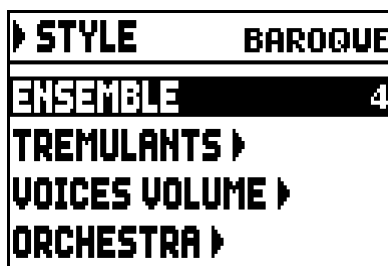 STYLE BAROQUE
ENSEMBLE 4
TREMULANTS
VOICES VOLUME
ORCHESTRA